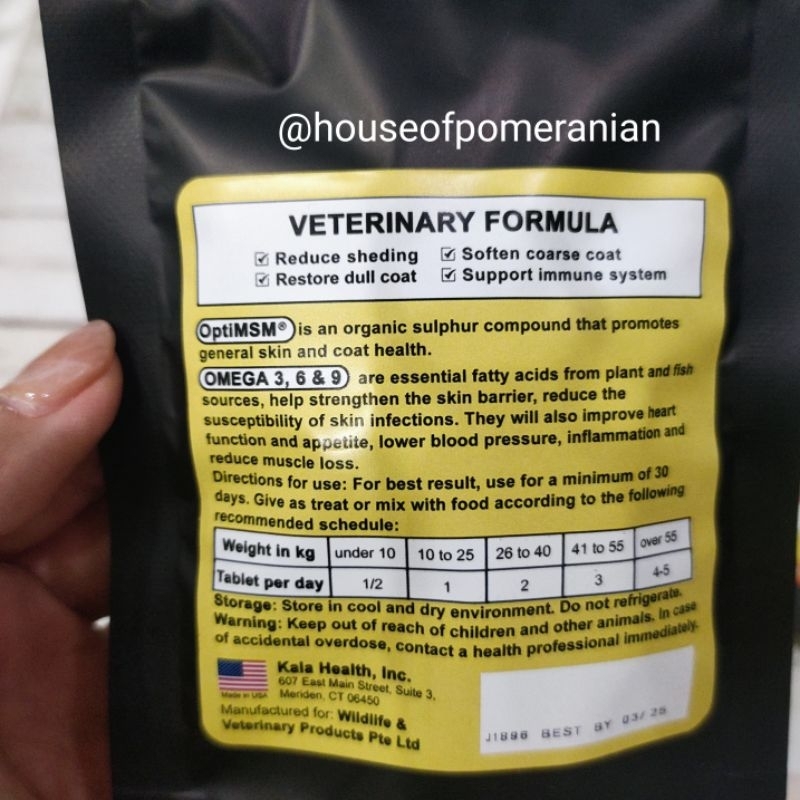 @houseofpomeranian
VETERINARY FORMULA
☑ Reduce sheding ☑ Soften coarse coat
☑ Restore dull coat ☑ Support immune system
OptiMSM® is an organic sulphur compound that promotes
general skin and coat health.
OMEGA 3, 6 & 9 are essential fatty acids from plant and fish
sources, help strengthen the skin barrier, reduce the
susceptibility of skin infections. They will also improve heart
function and appetite, lower blood pressure, inflammation and
reduce muscle loss.
Directions for use: For best result, use for a minimum of 30
days. Give as treat or mix with food according to the following
recommended schedule:
Weight in kg under 10 10 to 25 26 to 40 41 to 55 over 55
Tablet per day 1/2 1 2 3 4-5
Storage: Store in cool and dry environment. Do not refrigerate.
Warning: Keep out of reach of children and other animals. In case
of accidental overdose, contact a health professional immediately.
Kala Health, Inc.
607 East Main Street, Suite 3,
Meriden, CT 06450
Made in USA
Manufactured for: Wildlife &
Veterinary Products Pte Ltd
J1896 BEST BY 03/ 25